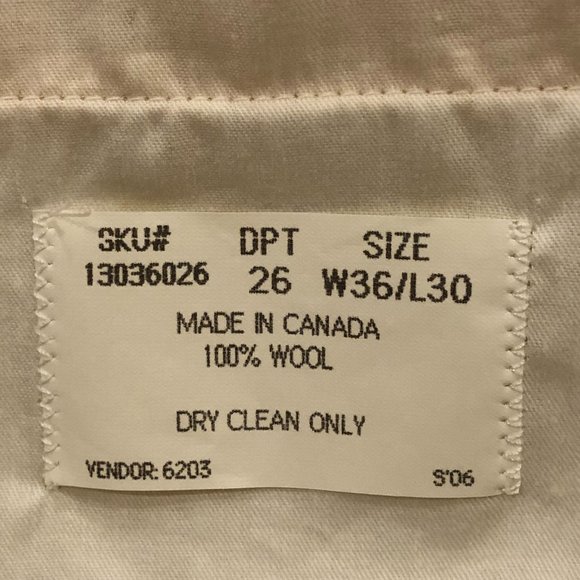 SKU# DPT SIZE
13036026 26 W36/L30
MADE IN CANADA
100% WOOL
DRY CLEAN ONLY
VENDOR: 6203 S'06